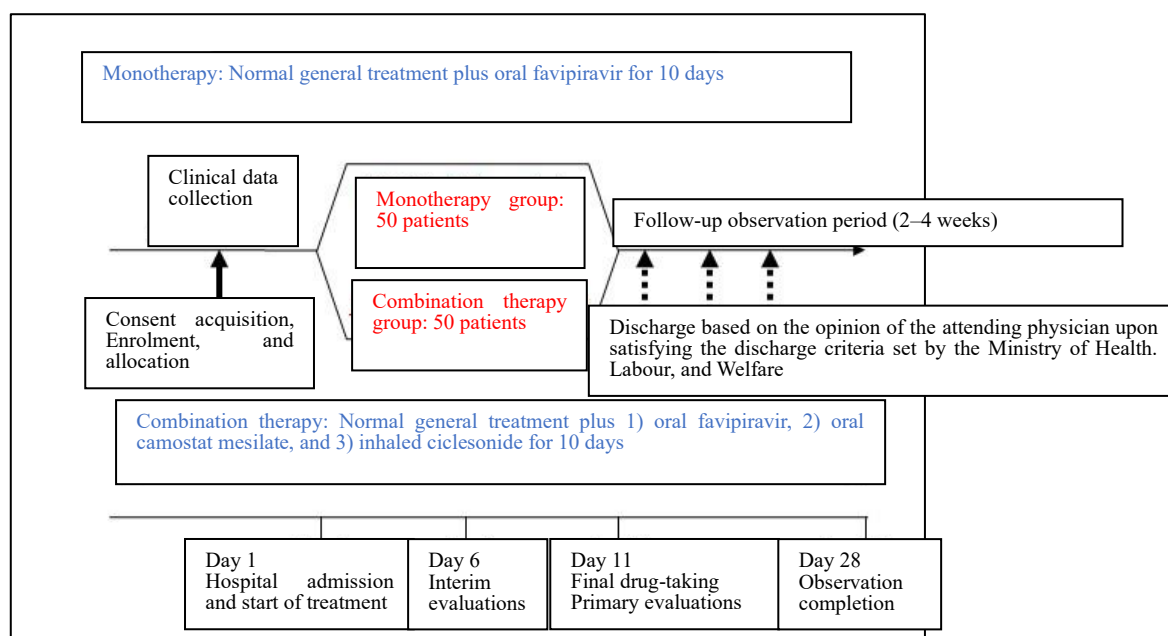 Monotherapy: Normal general treatment plus oral favipiravir for 10 days
Clinical data
collection
Monotherapy group:
50 patients
Follow-up observation period (2–4 weeks)
Consent acquisition,
Enrolment, and
allocation
Combination therapy
group: 50 patients
Discharge based on the opinion of the attending physician upon
satisfying the discharge criteria set by the Ministry of Health.
Labour, and Welfare
Combination therapy: Normal general treatment plus 1) oral favipiravir, 2) oral
camostat mesilate, and 3) inhaled ciclesonide for 10 days
Day 1
Hospital admission
and start of treatment
Day 6
Interim
evaluations
Day 11
Final drug-taking
Primary evaluations
Day 28
Observation
completion